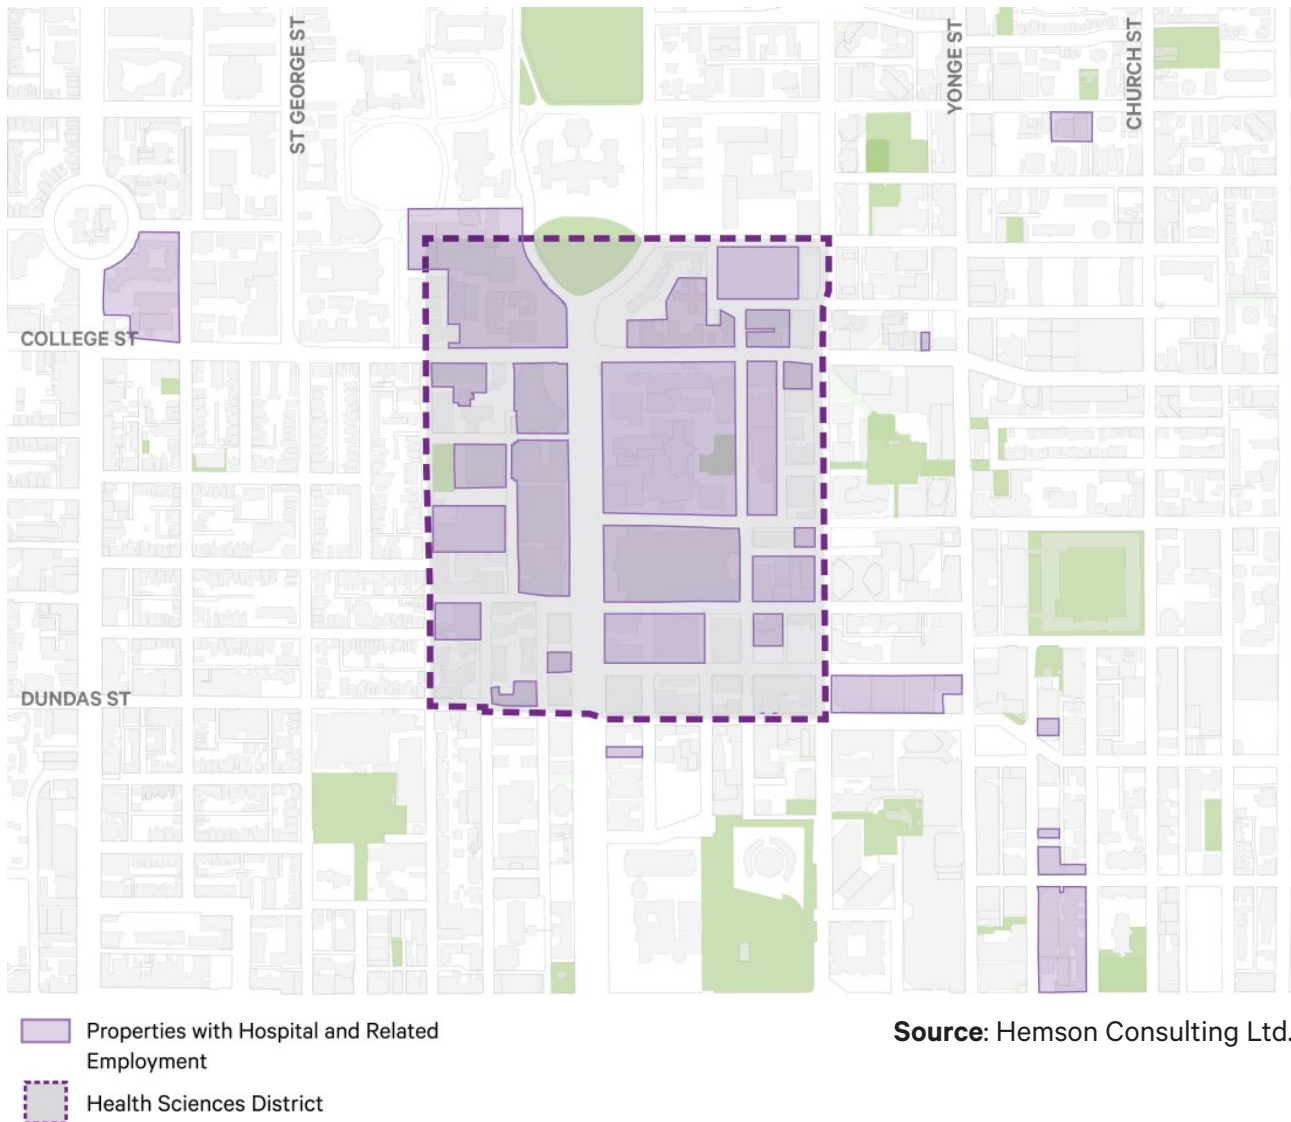 ST GEORGE ST
YONGE ST
CHURCH ST
COLLEGE ST
DUNDAS ST
Properties with Hospital and Related
Employment
Source: Hemson Consulting Ltd.
Health Sciences District